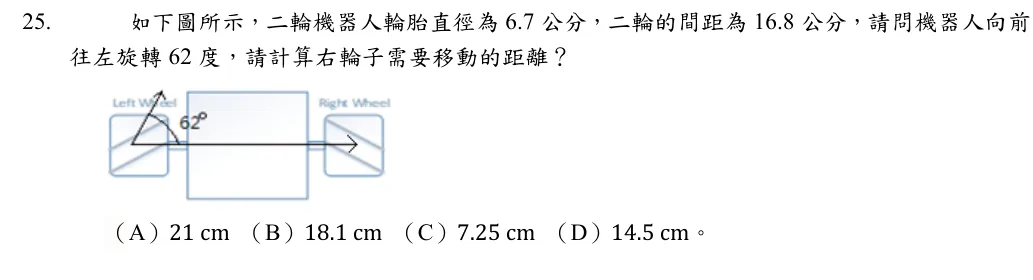 25. 如下圖所示，二輪機器人輪胎直徑為 6.7 公分，二輪的間距為 16.8 公分，請問機器人向前
往左旋轉 62 度，請計算右輪子需要移動的距離？
Left Wheel Right Wheel
62°
（A）21 cm （B）18.1 cm （C）7.25 cm （D）14.5 cm。